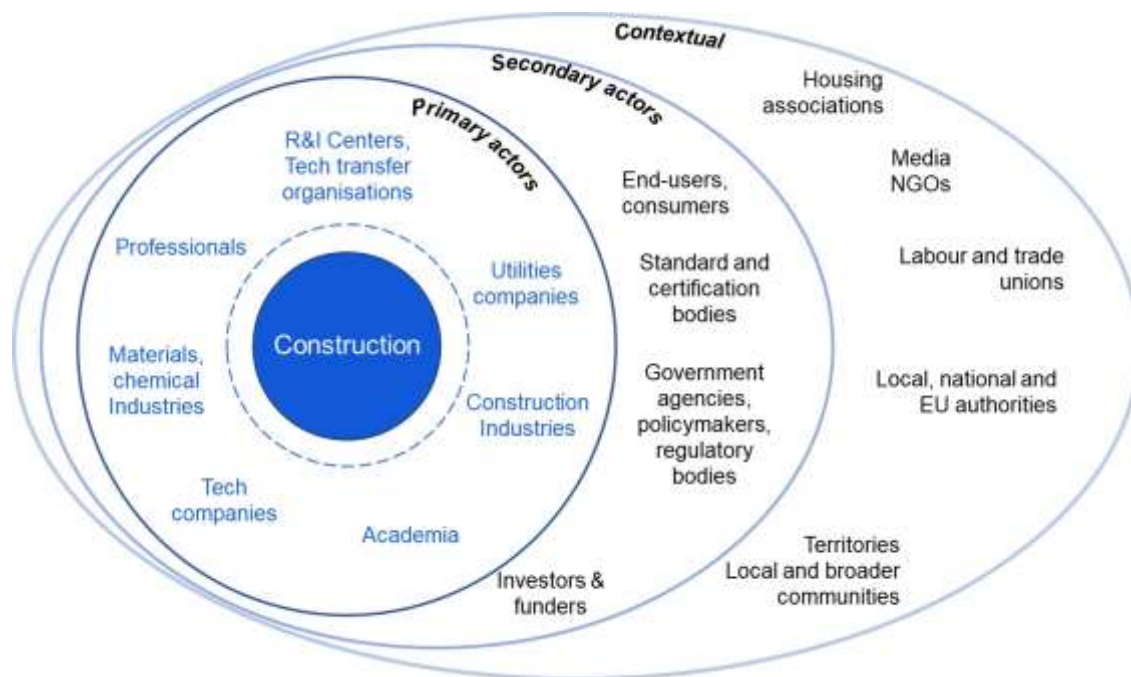 Contextual
Secondary actors
Primary actors
Housing
associations
R&I Centers,
Tech transfer
organisations
Media
NGOs
End-users,
consumers
Professionals
Utilities
companies
Standard and
certification
bodies
Labour and trade
unions
Construction
Materials,
chemical
Industries
Construction
Industries
Government
agencies,
policymakers,
regulatory
bodies
Local, national and
EU authorities
Tech
companies
Academia
Investors &
funders
Territories
Local and broader
communities